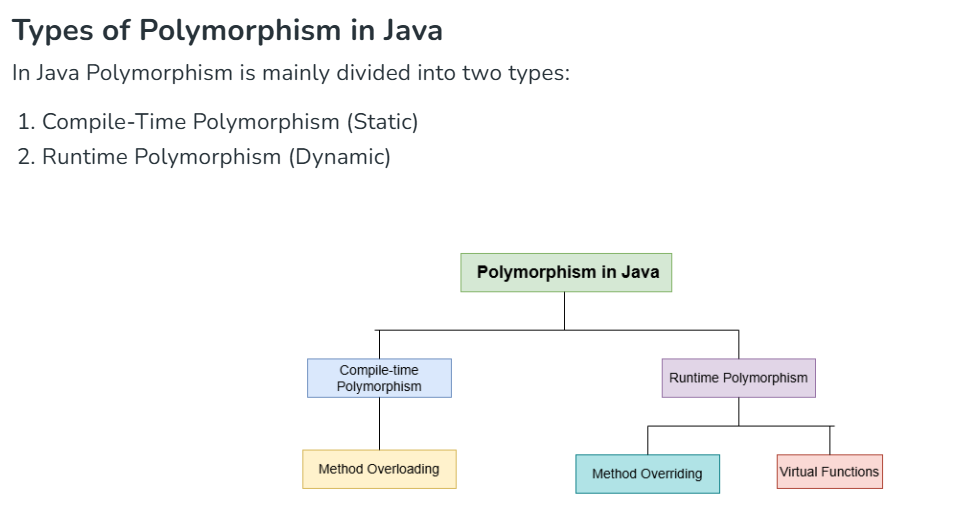 Types of Polymorphism in Java
In Java Polymorphism is mainly divided into two types:
1. Compile-Time Polymorphism (Static)
2. Runtime Polymorphism (Dynamic)
Polymorphism in Java
Compile-time
Polymorphism
Runtime Polymorphism
Method Overloading
Method Overriding
Virtual Functions